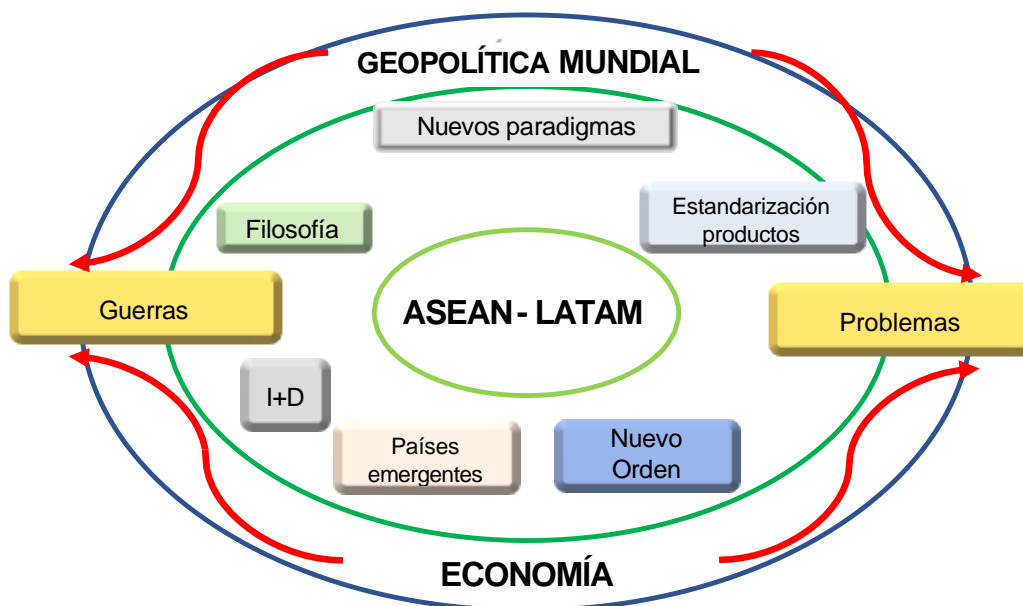 GEOPOLÍTICA MUNDIAL
Nuevos paradigmas
Filosofía
Estandarización
productos
Guerras
ASEAN - LATAM
Problemas
I+D
Países
emergentes
Nuevo
Orden
ECONOMÍA